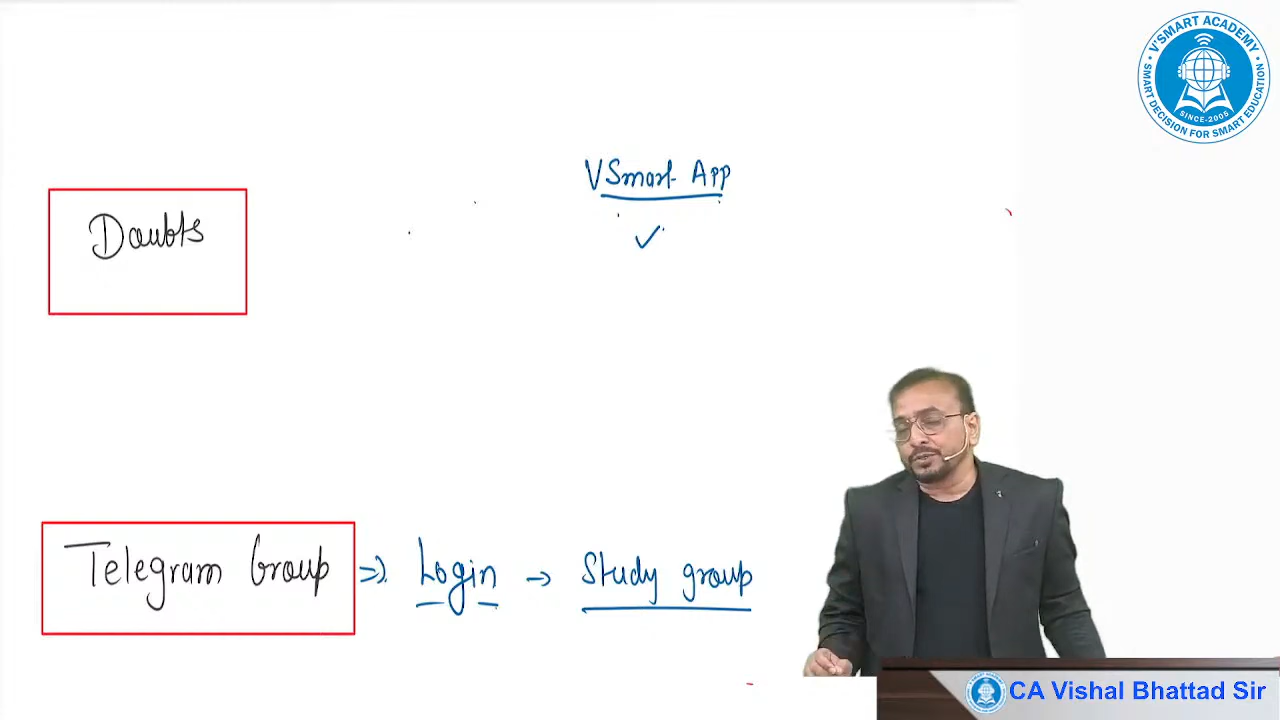 V'SMART ACADEMY
SMART DECISION FOR SMART EDUCATION
SINCE-2005
VSmart App
Doubts
Telegram Group ⇒ Login → Study group
CA Vishal Bhattad Sir